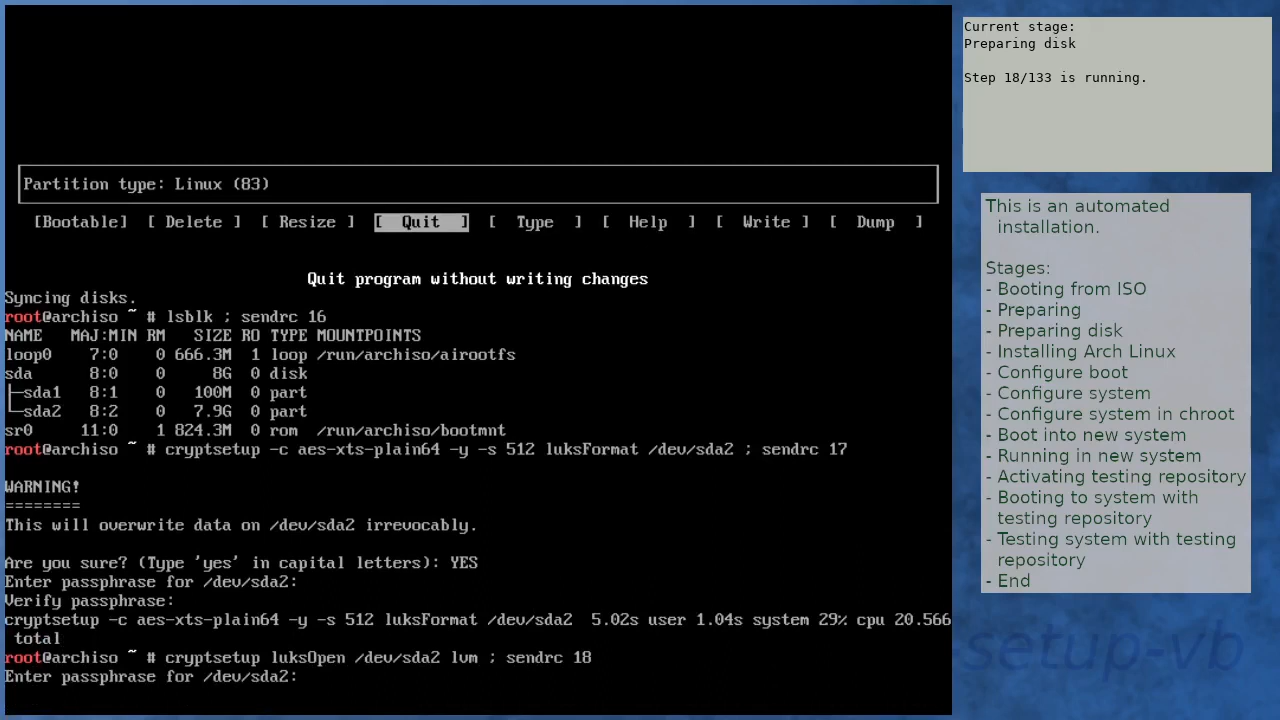 Partition type: Linux (83)
[Bootable] [ Delete ] [ Resize ] [ Quit ] [ Type ] [ Help ] [ Write ] [ Dump ]
Quit program without writing changes
Syncing disks.
root@archiso ~ # lsblk ; sendrc 16
NAME MAJ:MIN RM SIZE RO TYPE MOUNTPOINTS
loop0 7:0 0 666.3M 1 loop /run/archiso/airootfs
sda 8:0 0 8G 0 disk
├─sda1 8:1 0 100M 0 part
└─sda2 8:2 0 7.9G 0 part
sr0 11:0 1 824.3M 0 rom /run/archiso/bootmnt
root@archiso ~ # cryptsetup -c aes-xts-plain64 -y -s 512 luksFormat /dev/sda2 ; sendrc 17
WARNING!
========
This will overwrite data on /dev/sda2 irrevocably.
Are you sure? (Type 'yes' in capital letters): YES
Enter passphrase for /dev/sda2:
Verify passphrase:
cryptsetup -c aes-xts-plain64 -y -s 512 luksFormat /dev/sda2 5.02s user 1.04s system 29% cpu 20.566
total
root@archiso ~ # cryptsetup luksOpen /dev/sda2 lvm ; sendrc 18
Enter passphrase for /dev/sda2:
Current stage:
Preparing disk
Step 18/133 is running.
This is an automated
installation.
Stages:
- Booting from ISO
- Preparing
- Preparing disk
- Installing Arch Linux
- Configure boot
- Configure system
- Configure system in chroot
- Boot into new system
- Running in new system
- Activating testing repository
- Booting to system with
testing repository
- Testing system with testing
repository
- End
setup-vb